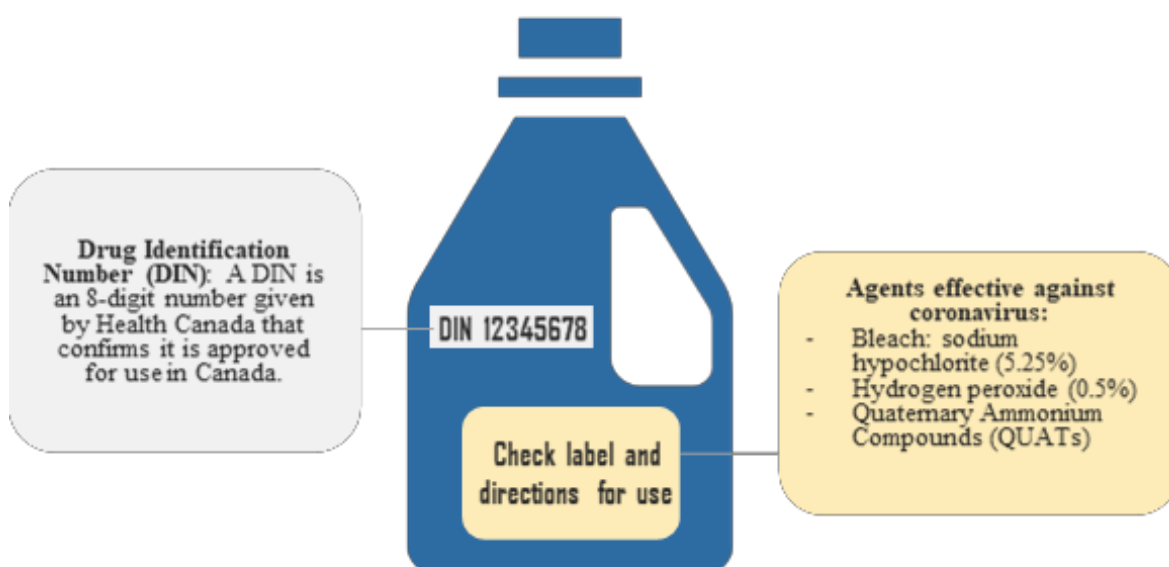 Drug Identification
Number (DIN): A DIN is
an 8-digit number given
by Health Canada that
confirms it is approved
for use in Canada.
DIN 12345678
Check label and
directions for use
Agents effective against
coronavirus:
- Bleach: sodium
hypochlorite (5.25%)
- Hydrogen peroxide (0.5%)
- Quaternary Ammonium
Compounds (QUATs)